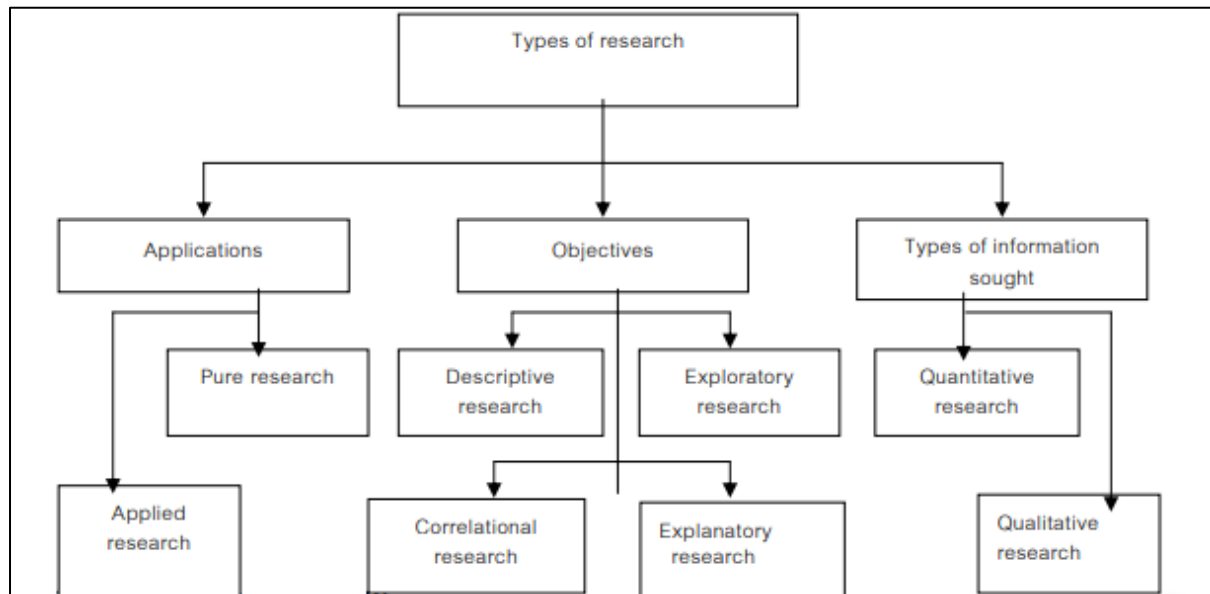 Types of research
Applications
Objectives
Types of information
sought
Pure research
Descriptive
research
Exploratory
research
Quantitative
research
Applied
research
Correlational
research
Explanatory
research
Qualitative
research